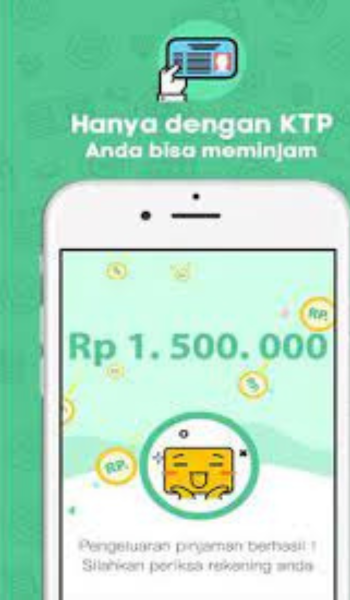 Hanya dengan KTP
Anda bisa meminjam
RP.
Rp 1. 500. 000
RP.
Pengeluaran pinjaman berhasil !
Silahkan periksa rekening anda